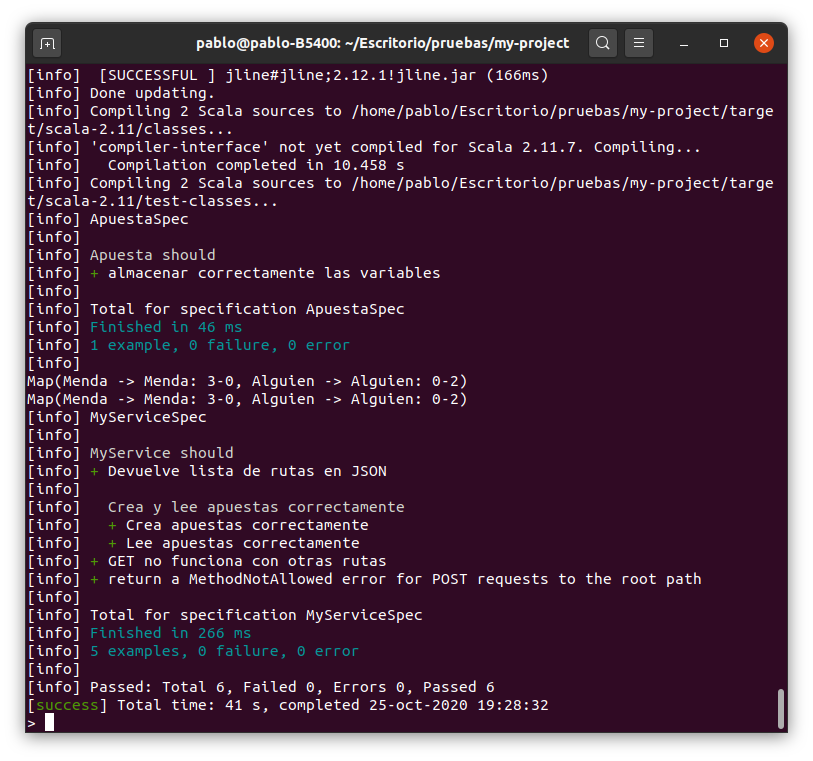 pablo@pablo-B5400: ~/Escritorio/pruebas/my-project
[info]  [SUCCESSFUL ] jline#jline;2.12.1!jline.jar (166ms)
[info] Done updating.
[info] Compiling 2 Scala sources to /home/pablo/Escritorio/pruebas/my-project/targe
t/scala-2.11/classes...
[info] 'compiler-interface' not yet compiled for Scala 2.11.7. Compiling...
[info]   Compilation completed in 10.458 s
[info] Compiling 2 Scala sources to /home/pablo/Escritorio/pruebas/my-project/targe
t/scala-2.11/test-classes...
[info] ApuestaSpec
[info]
[info] Apuesta should
[info] + almacenar correctamente las variables
[info]
[info] Total for specification ApuestaSpec
[info] Finished in 46 ms
[info] 1 example, 0 failure, 0 error
[info]
Map(Menda -> Menda: 3-0, Alguien -> Alguien: 0-2)
Map(Menda -> Menda: 3-0, Alguien -> Alguien: 0-2)
[info] MyServiceSpec
[info]
[info] MyService should
[info] + Devuelve lista de rutas en JSON
[info]
[info]   Crea y lee apuestas correctamente
[info]   + Crea apuestas correctamente
[info]   + Lee apuestas correctamente
[info] + GET no funciona con otras rutas
[info] + return a MethodNotAllowed error for POST requests to the root path
[info]
[info] Total for specification MyServiceSpec
[info] Finished in 266 ms
[info] 5 examples, 0 failure, 0 error
[info]
[info] Passed: Total 6, Failed 0, Errors 0, Passed 6
[success] Total time: 41 s, completed 25-oct-2020 19:28:32
>